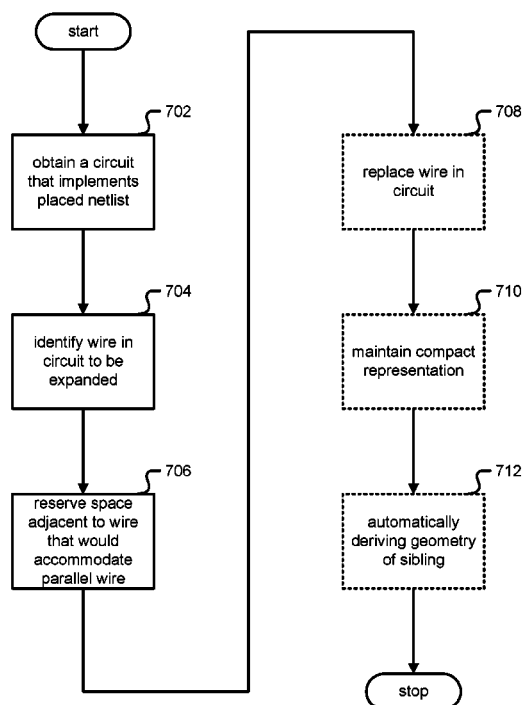 start
702
obtain a circuit
that implements
placed netlist
704
identify wire in
circuit to be
expanded
706
reserve space
adjacent to wire
that would
accommodate
parallel wire
708
replace wire in
circuit
710
maintain compact
representation
712
automatically
deriving geometry
of sibling
stop